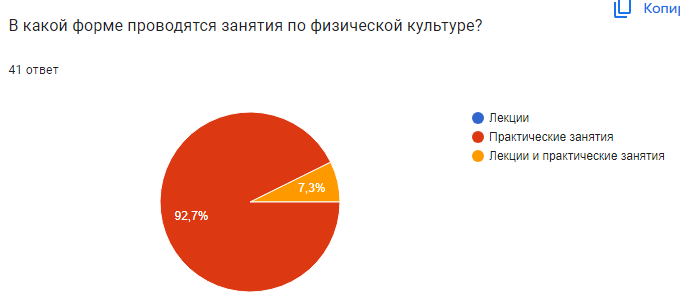 Копир
В какой форме проводятся занятия по физической культуре?
41 ответ
Лекции
Практические занятия
Лекции и практические занятия
7,3%
92,7%